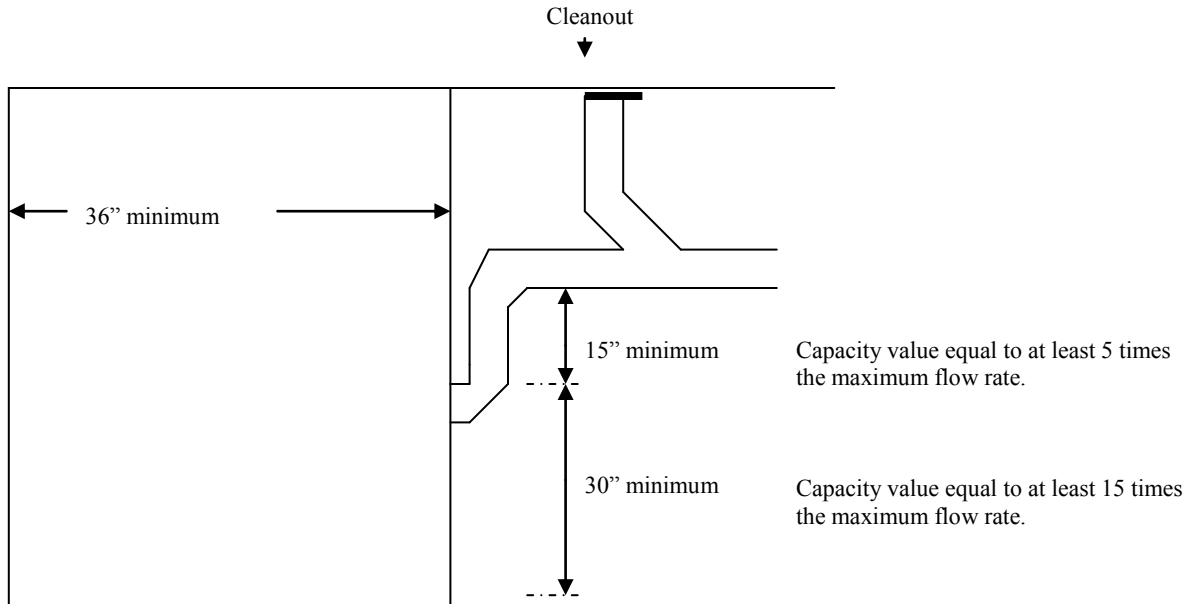 Cleanout
36” minimum
15” minimum
Capacity value equal to at least 5 times
the maximum flow rate.
30” minimum
Capacity value equal to at least 15 times
the maximum flow rate.